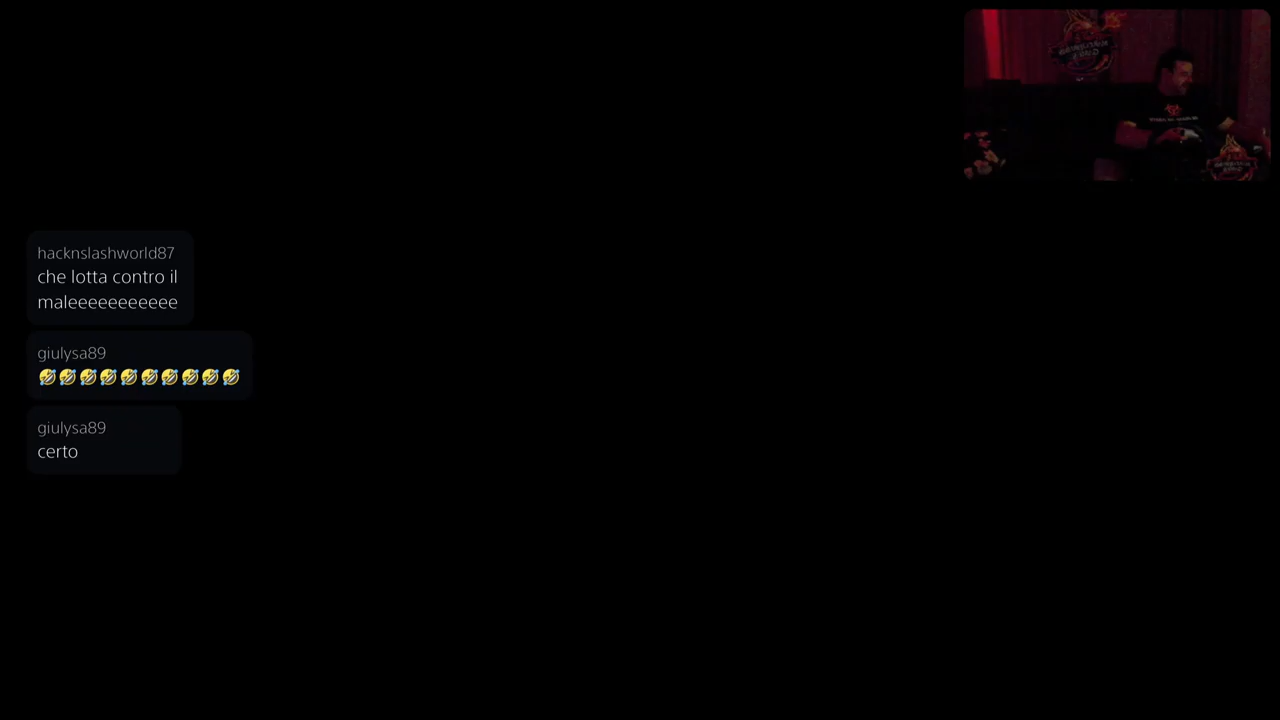 hacknslashworld87
che lotta contro il
maleeeeeeeeeee
giulysa89
🤣🤣🤣🤣🤣🤣🤣🤣🤣🤣
giulysa89
certo